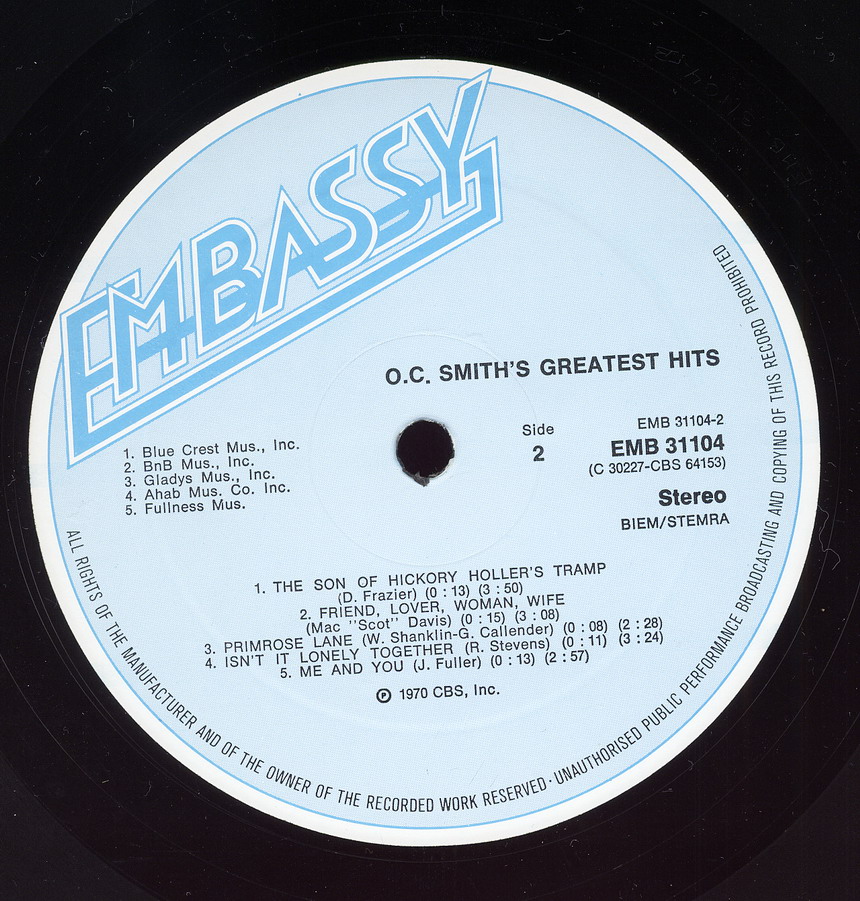 EMBASSY
O.C. SMITH'S GREATEST HITS
1. Blue Crest Mus., Inc.
2. BnB Mus., Inc.
3. Gladys Mus., Inc.
4. Ahab Mus. Co. Inc.
5. Fullness Mus.
Side
2
EMB 31104-2
EMB 31104
(C 30227-CBS 64153)
Stereo
BIEM/STEMRA
1. THE SON OF HICKORY HOLLER'S TRAMP
(D. Frazier) (0 : 13) (3 : 50)
2. FRIEND, LOVER, WOMAN, WIFE
(Mac ''Scot'' Davis) (0 : 15) (3 : 08)
3. PRIMROSE LANE (W. Shanklin-G. Callender) (0 : 08) (2 : 28)
4. ISN'T IT LONELY TOGETHER (R. Stevens) (0 : 11) (3 : 24)
5. ME AND YOU (J. Fuller) (0 : 13) (2 : 57)
℗ 1970 CBS, Inc.
ALL RIGHTS OF THE MANUFACTURER AND OF THE OWNER OF THE RECORDED WORK RESERVED · UNAUTHORISED PUBLIC PERFORMANCE BROADCASTING AND COPYING OF THIS RECORD PROHIBITED